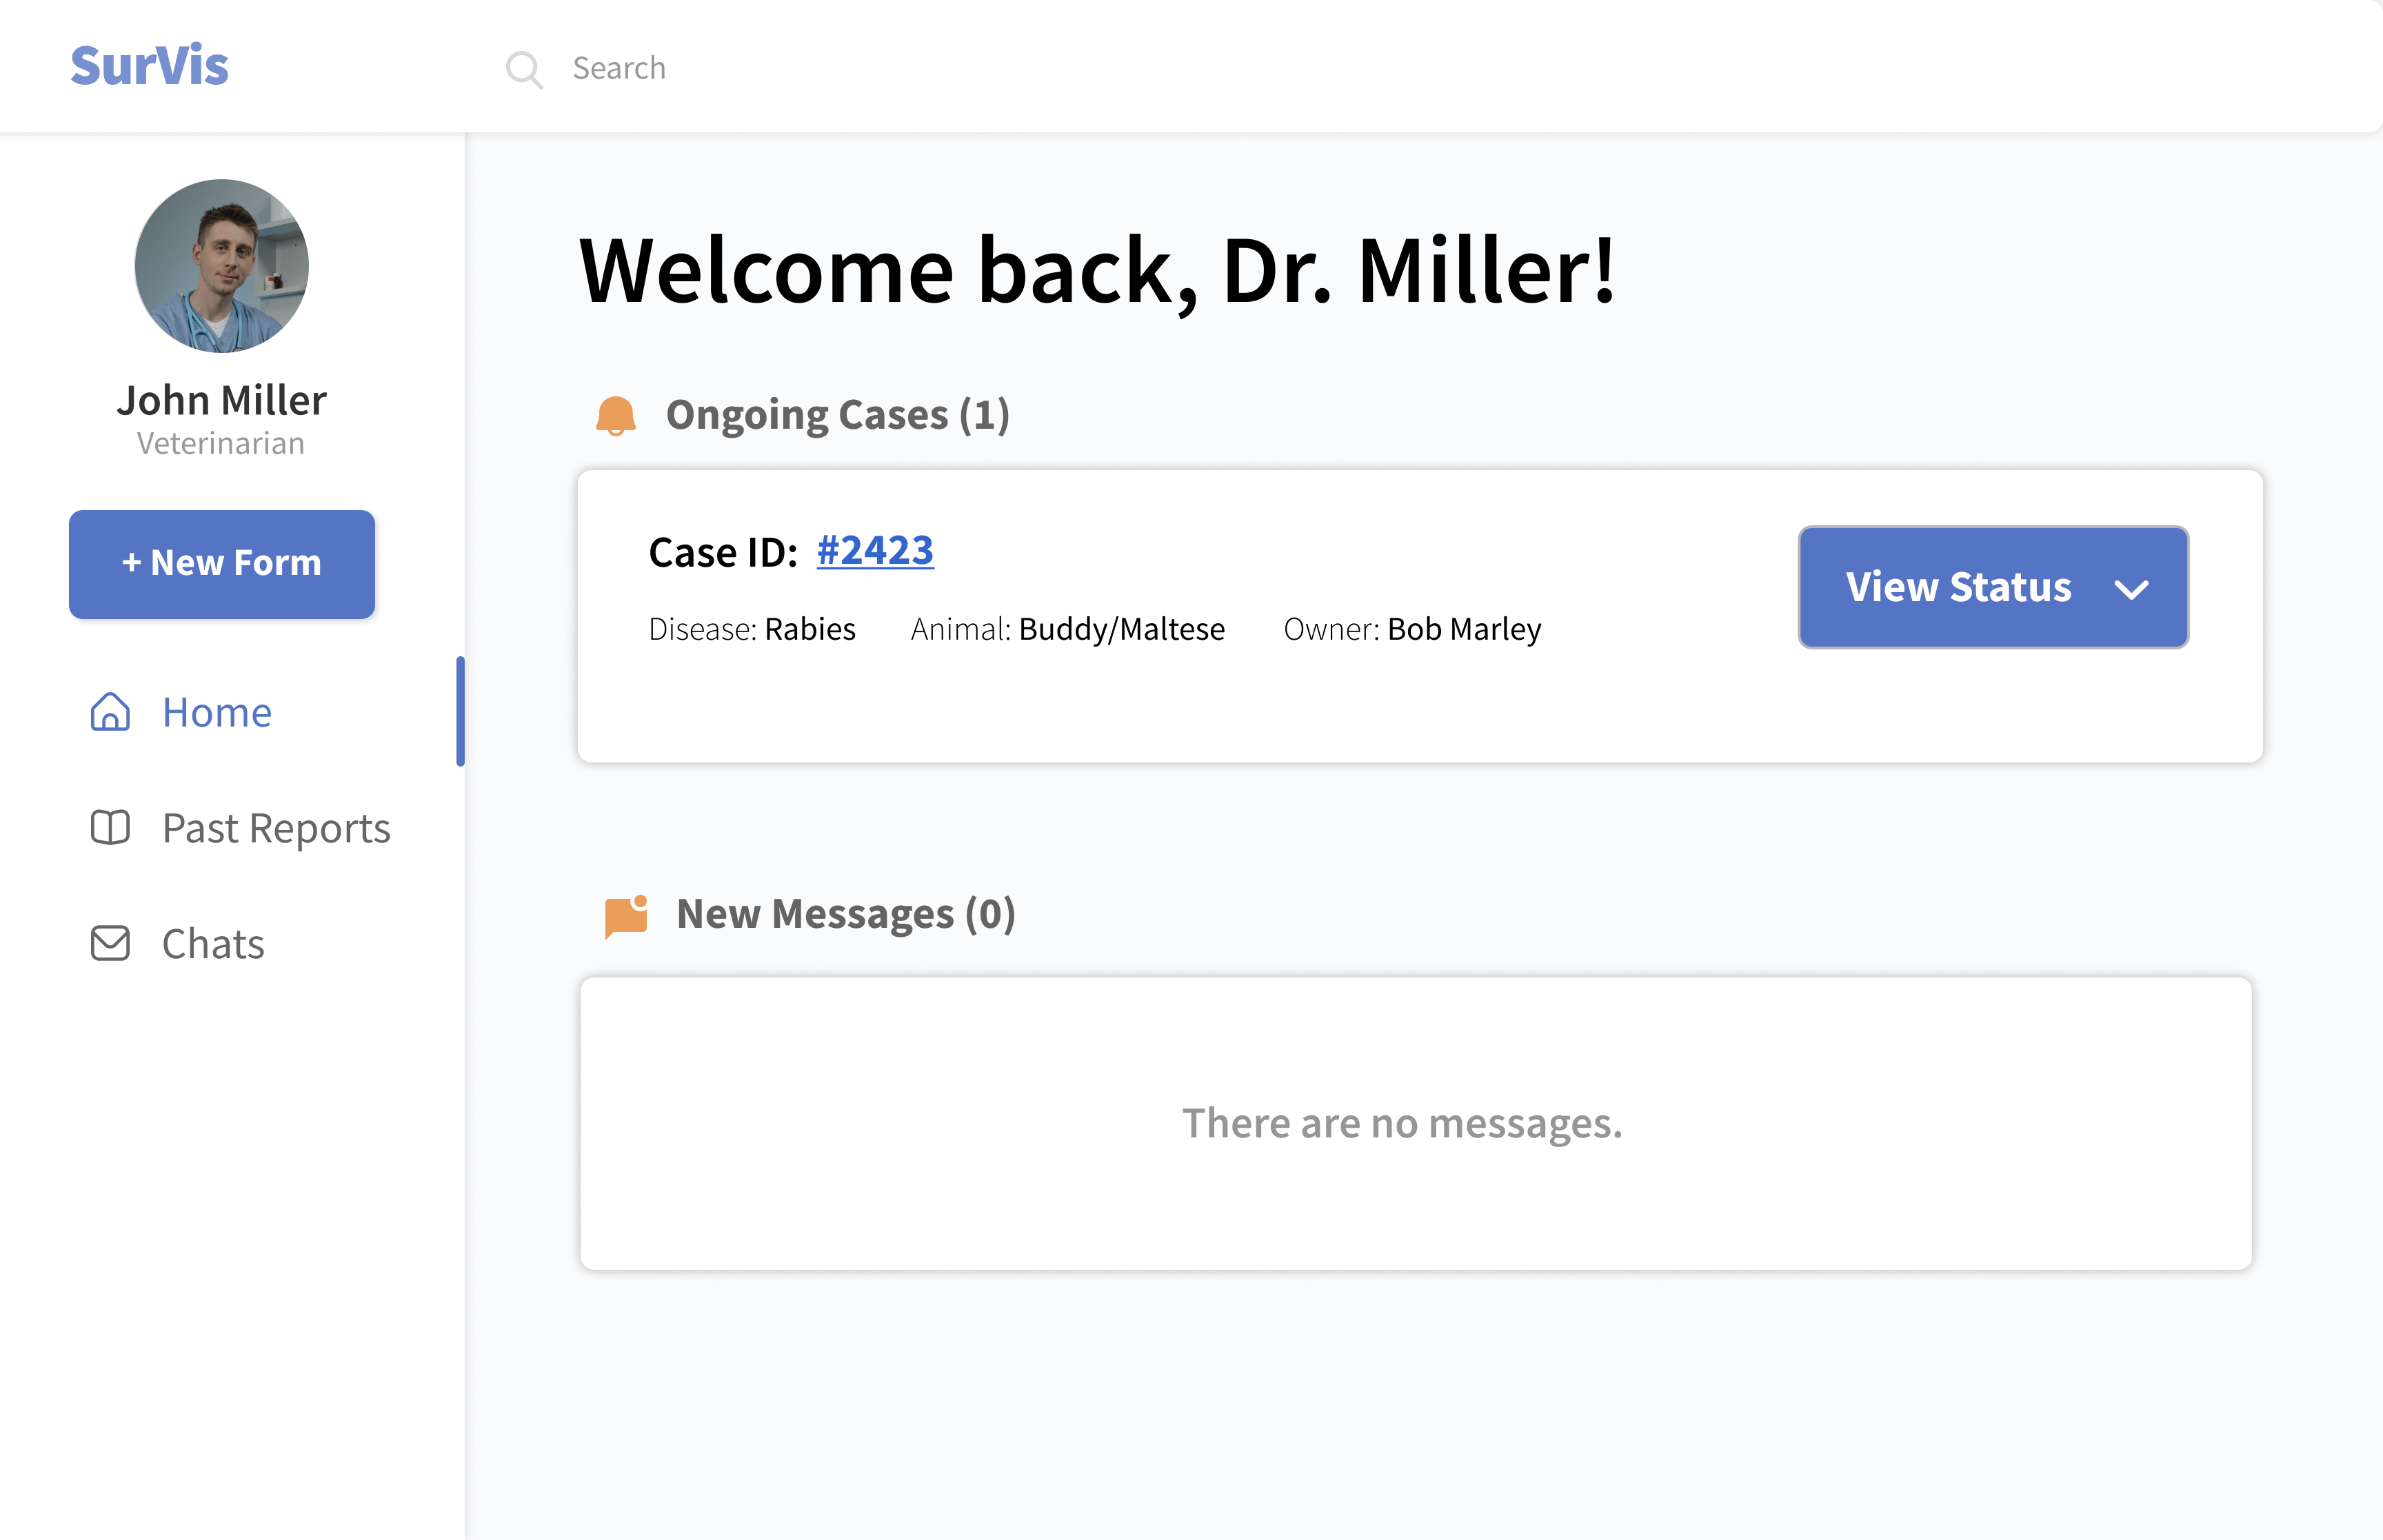 SurVis
Search
John Miller
Veterinarian
+ New Form
Home
Past Reports
Chats
Welcome back, Dr. Miller!
Ongoing Cases (1)
Case ID: #2423
Disease: Rabies Animal: Buddy/Maltese Owner: Bob Marley
View Status
New Messages (0)
There are no messages.